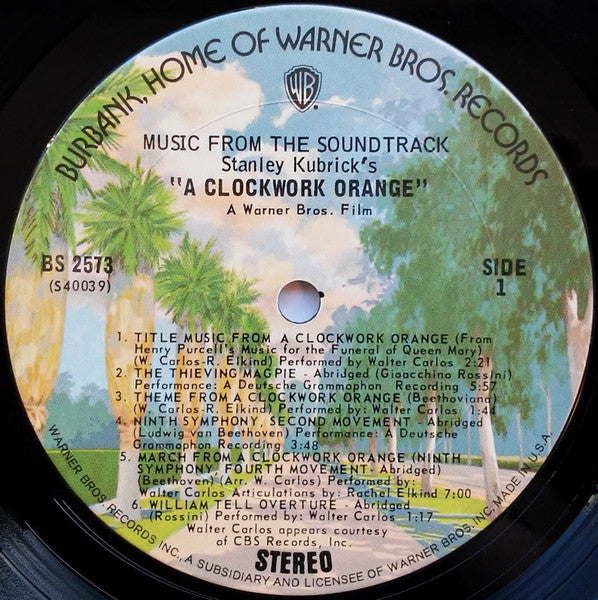 BURBANK, HOME OF WARNER BROS. RECORDS
WB
MUSIC FROM THE SOUNDTRACK
Stanley Kubrick's
"A CLOCKWORK ORANGE"
A Warner Bros. Film
BS 2573
(S40039)
SIDE
1
1. TITLE MUSIC FROM A CLOCKWORK ORANGE (From
Henry Purcell's Music for the Funeral of Queen Mary)
(W. Carlos-R. Elkind) Performed by Walter Carlos 2:21
2. THE THIEVING MAGPIE - Abridged (Giacchino Rossini)
Performance: A Deutsche Grammophon Recording 5:57
3. THEME FROM A CLOCKWORK ORANGE (Beethoviana)
(W. Carlos-R. Elkind) Performed by: Walter Carlos 1:44
4. NINTH SYMPHONY, SECOND MOVEMENT - Abridged
(Ludwig van Beethoven) Performance: A Deutsche
Grammophon Recording 3:48
5. MARCH FROM A CLOCKWORK ORANGE (NINTH
SYMPHONY, FOURTH MOVEMENT-Abridged)
(Beethoven) (Arr. W. Carlos) Performed by:
Walter Carlos Articulations by: Rachel Elkind 7:00
6. WILLIAM TELL OVERTURE - Abridged
(Rossini) Performed by: Walter Carlos 1:17
Walter Carlos appears courtesy
of CBS Records, Inc.
STEREO
WARNER BROS. RECORDS INC., A SUBSIDIARY AND LICENSEE OF WARNER BROS. INC. MADE IN U.S.A.